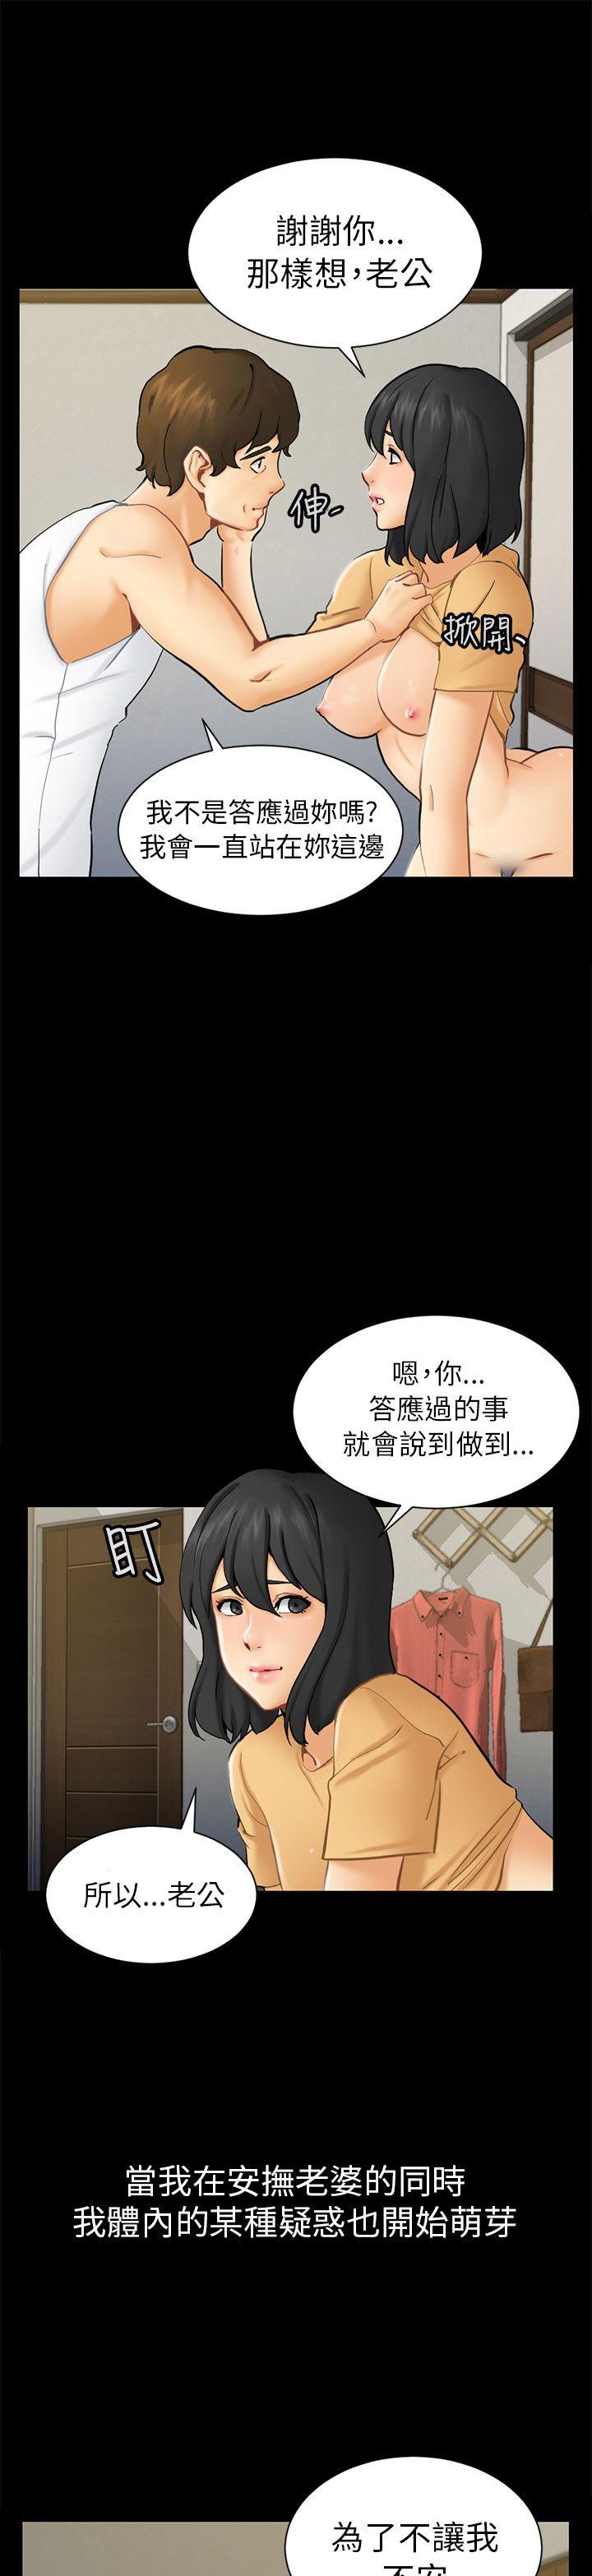 謝謝你...
那樣想,老公
伸-
掀開、
我不是答應過妳嗎?
我會一直站在妳這邊
嗯,你...
答應過的事
就會說到做到...
盯
所以...老公
當我在安撫老婆的同時
我體內的某種疑惑也開始萌芽
為了不讓我
不安